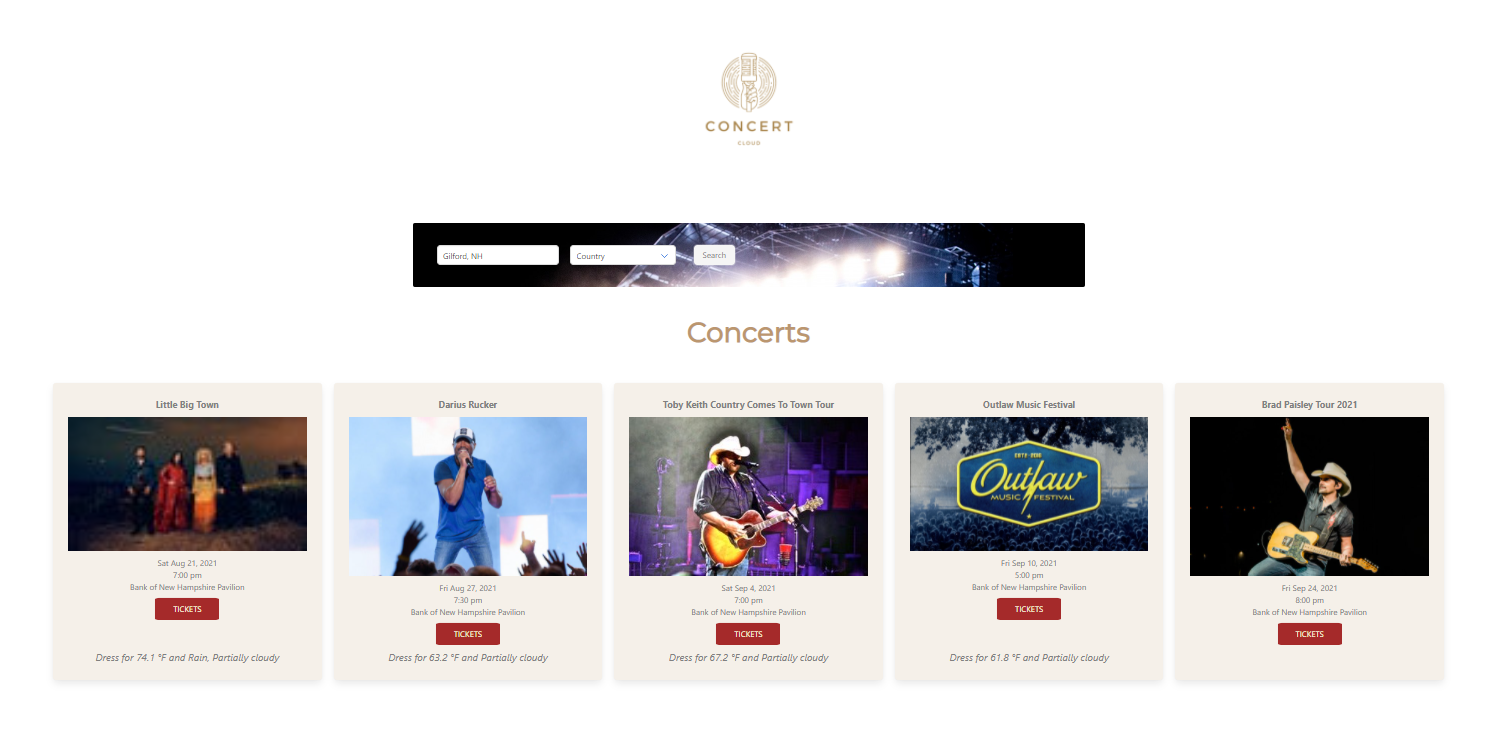 CONCERT
CLOUD
Gilford, NH
Country
Search
Concerts
Little Big Town
Sat Aug 21, 2021
7:00 pm
Bank of New Hampshire Pavilion
TICKETS
Dress for 74.1 °F and Rain, Partially cloudy
Darius Rucker
Fri Aug 27, 2021
7:30 pm
Bank of New Hampshire Pavilion
TICKETS
Dress for 63.2 °F and Partially cloudy
Toby Keith Country Comes To Town Tour
Sat Sep 4, 2021
7:00 pm
Bank of New Hampshire Pavilion
TICKETS
Dress for 67.2 °F and Partially cloudy
Outlaw Music Festival
Outlaw
MUSIC FESTIVAL
Fri Sep 10, 2021
5:00 pm
Bank of New Hampshire Pavilion
TICKETS
Dress for 61.8 °F and Partially cloudy
Brad Paisley Tour 2021
Fri Sep 24, 2021
8:00 pm
Bank of New Hampshire Pavilion
TICKETS